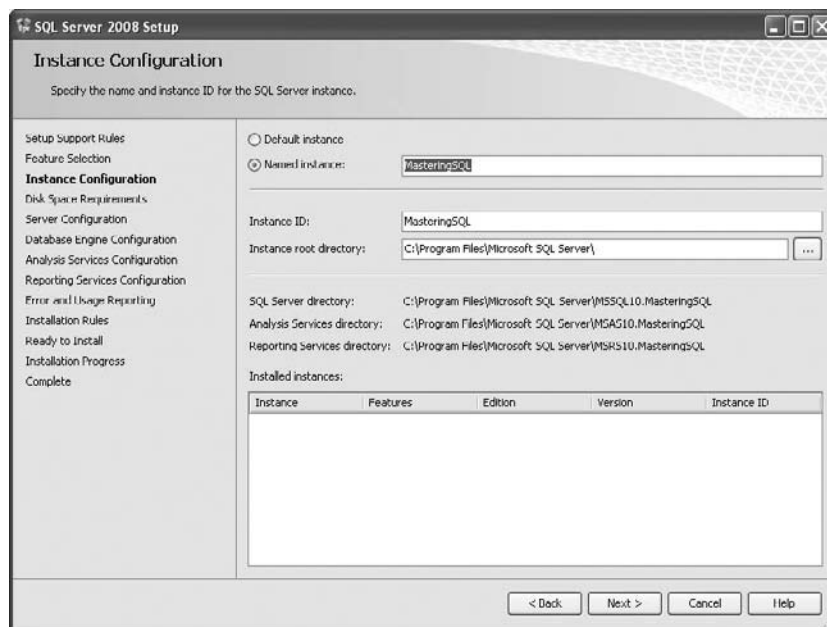 SQL Server 2008 Setup
Instance Configuration
Specify the name and instance ID for the SQL Server instance.
Setup Support Rules
Feature Selection
Instance Configuration
Disk Space Requirements
Server Configuration
Database Engine Configuration
Analysis Services Configuration
Reporting Services Configuration
Error and Usage Reporting
Installation Rules
Ready to Install
Installation Progress
Complete
Default instance
Named instance: MasteringSQL
Instance ID: MasteringSQL
Instance root directory: C:\Program Files\Microsoft SQL Server\ ...
SQL Server directory: C:\Program Files\Microsoft SQL Server\MSSQL10.MasteringSQL
Analysis Services directory: C:\Program Files\Microsoft SQL Server\MSAS10.MasteringSQL
Reporting Services directory: C:\Program Files\Microsoft SQL Server\MSRS10.MasteringSQL
Installed instances:
Instance Features Edition Version Instance ID
< Back Next > Cancel Help